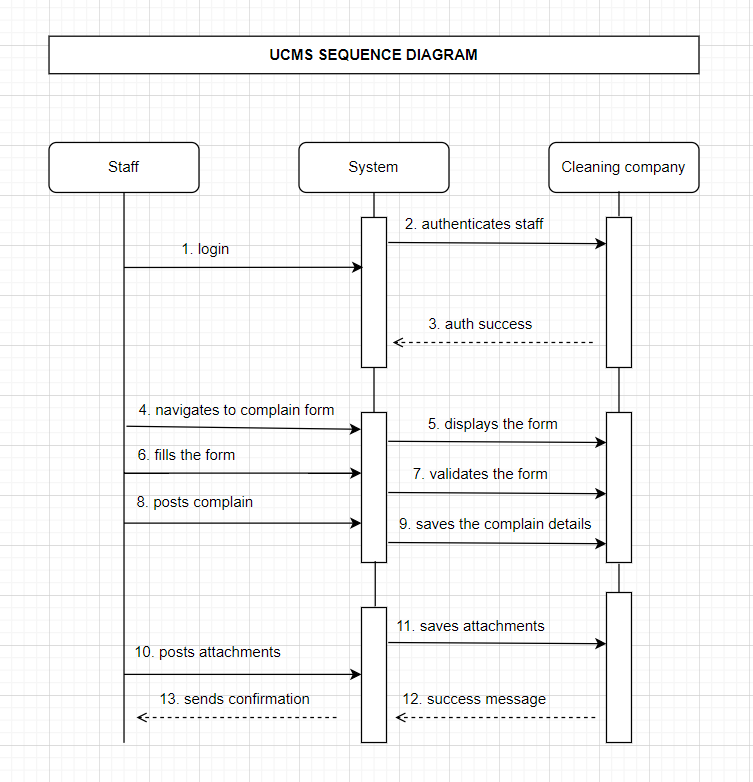 UCMS SEQUENCE DIAGRAM
Staff
System
Cleaning company
2. authenticates staff
1. login
3. auth success
4. navigates to complain form
5. displays the form
6. fills the form
7. validates the form
8. posts complain
9. saves the complain details
11. saves attachments
10. posts attachments
13. sends confirmation
12. success message